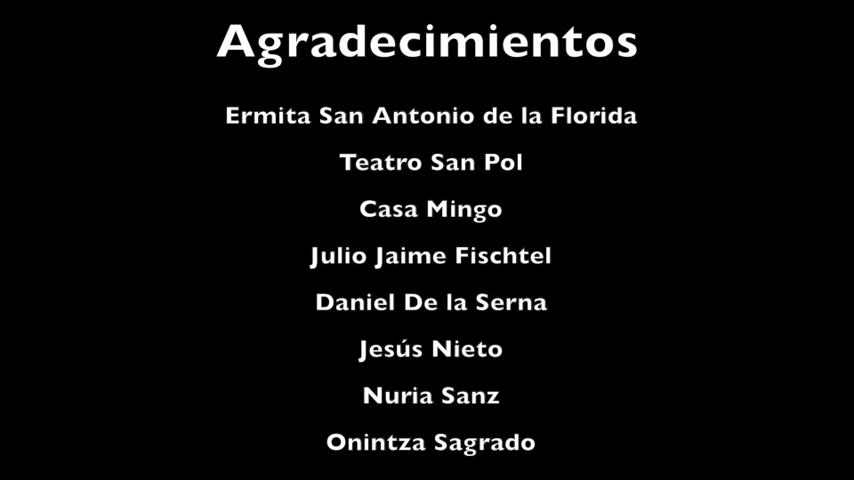 Agradecimientos
Ermita San Antonio de la Florida
Teatro San Pol
Casa Mingo
Julio Jaime Fischtel
Daniel De la Serna
Jesús Nieto
Nuria Sanz
Onintza Sagrado